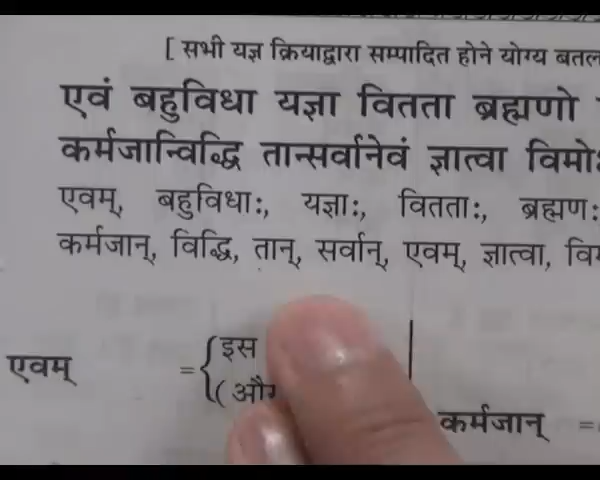 [ सभी यज्ञ क्रियाद्वारा सम्पादित होने योग्य
एवं बहुविधा यज्ञा वितता ब्रह्मणो
कर्मजान्विद्धि तान्सर्वानेवं ज्ञात्वा
एवम्, बहुविधाः, यज्ञाः, वितताः, ब्रह्मणः
कर्मजान्, विद्धि, तान्, सर्वान्, एवम्, ज्ञात्वा,
एवम् = { इस
(
कर्मजान् =